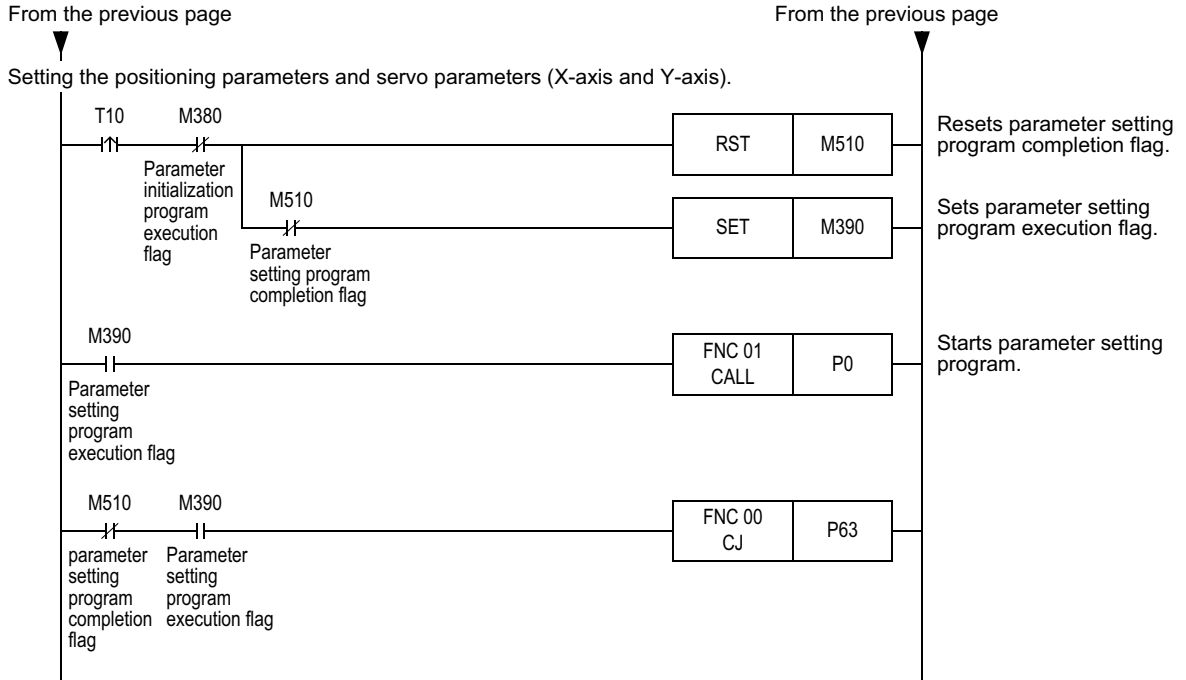 From the previous page
From the previous page
Setting the positioning parameters and servo parameters (X-axis and Y-axis).
T10
M380
Parameter
initialization
program
execution
flag
RST
M510
Resets parameter setting
program completion flag.
M510
Parameter
setting program
completion flag
SET
M390
Sets parameter setting
program execution flag.
M390
Parameter
setting
program
execution flag
FNC 01
CALL
P0
Starts parameter setting
program.
M510
parameter
setting
program
completion
flag
M390
Parameter
setting
program
execution flag
FNC 00
CJ
P63